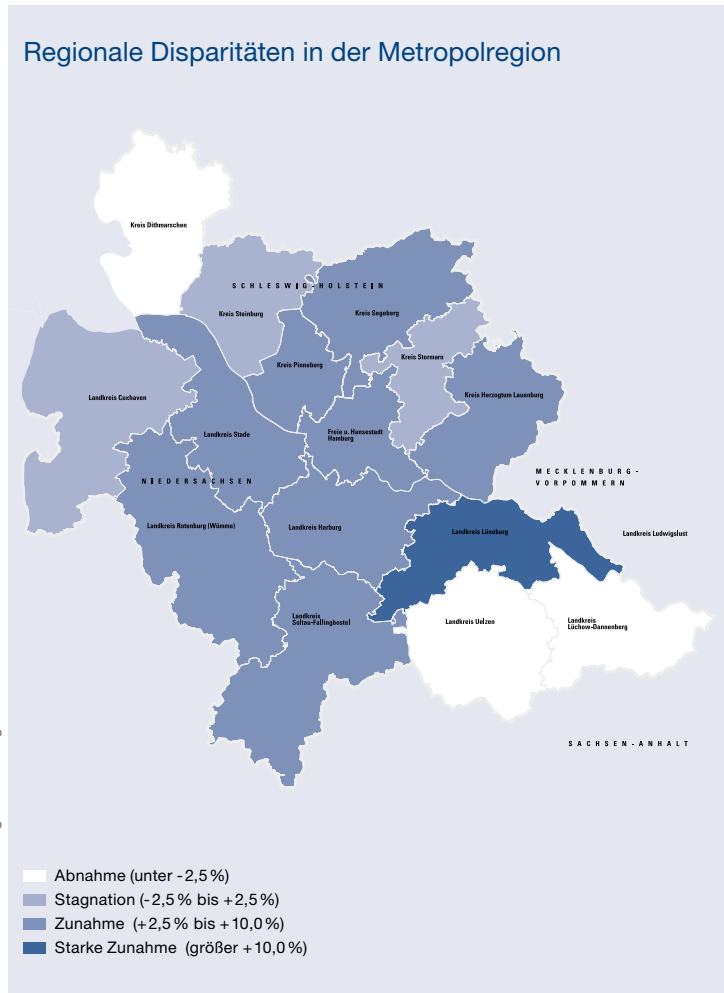 Regionale Disparitäten in der Metropolregion
Kreis Dithmarschen
SCHLESWIG-HOLSTEIN
Kreis Steinburg
Kreis Segeberg
Kreis Pinneberg
Kreis Stormarn
Landkreis Cuxhaven
Kreis Herzogtum Lauenburg
Landkreis Stade
Freie u. Hansestadt
Hamburg
MECKLENBURG-
VORPOMMERN
NIEDERSACHSEN
Landkreis Rotenburg (Wümme)
Landkreis Harburg
Landkreis Lüneburg
Landkreis Ludwigslust
Landkreis
Soltau-Fallingbostel
Landkreis Uelzen
Landkreis
Lüchow-Dannenberg
SACHSEN-ANHALT
Abnahme (unter -2,5 %)
Stagnation (-2,5 % bis +2,5 %)
Zunahme (+2,5 % bis +10,0 %)
Starke Zunahme (größer +10,0 %)